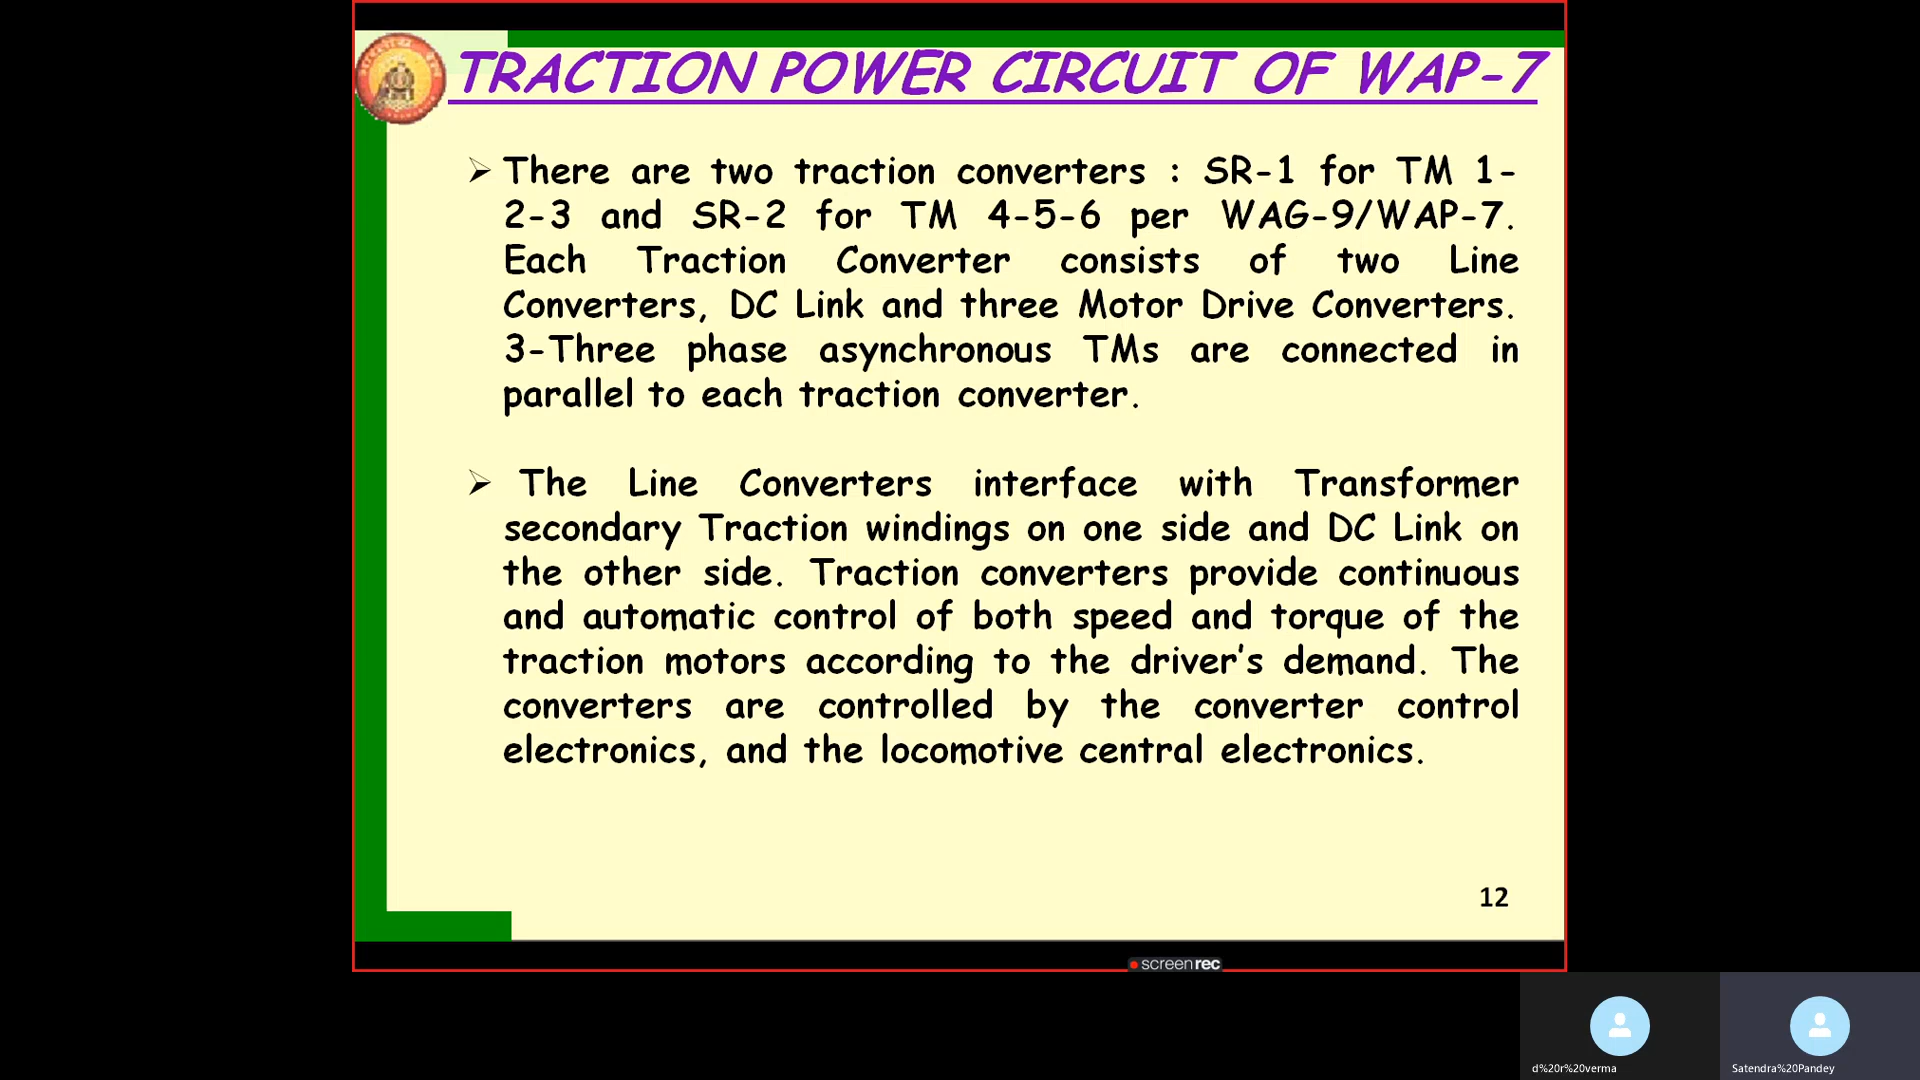 TRACTION POWER CIRCUIT OF WAP-7
➢ There are two traction converters : SR-1 for TM 1-
2-3 and SR-2 for TM 4-5-6 per WAG-9/WAP-7.
Each Traction Converter consists of two Line
Converters, DC Link and three Motor Drive Converters.
3-Three phase asynchronous TMs are connected in
parallel to each traction converter.
➢ The Line Converters interface with Transformer
secondary Traction windings on one side and DC Link on
the other side. Traction converters provide continuous
and automatic control of both speed and torque of the
traction motors according to the driver's demand. The
converters are controlled by the converter control
electronics, and the locomotive central electronics.
12
screenrec
d%20r%20verma
Satendra%20Pandey